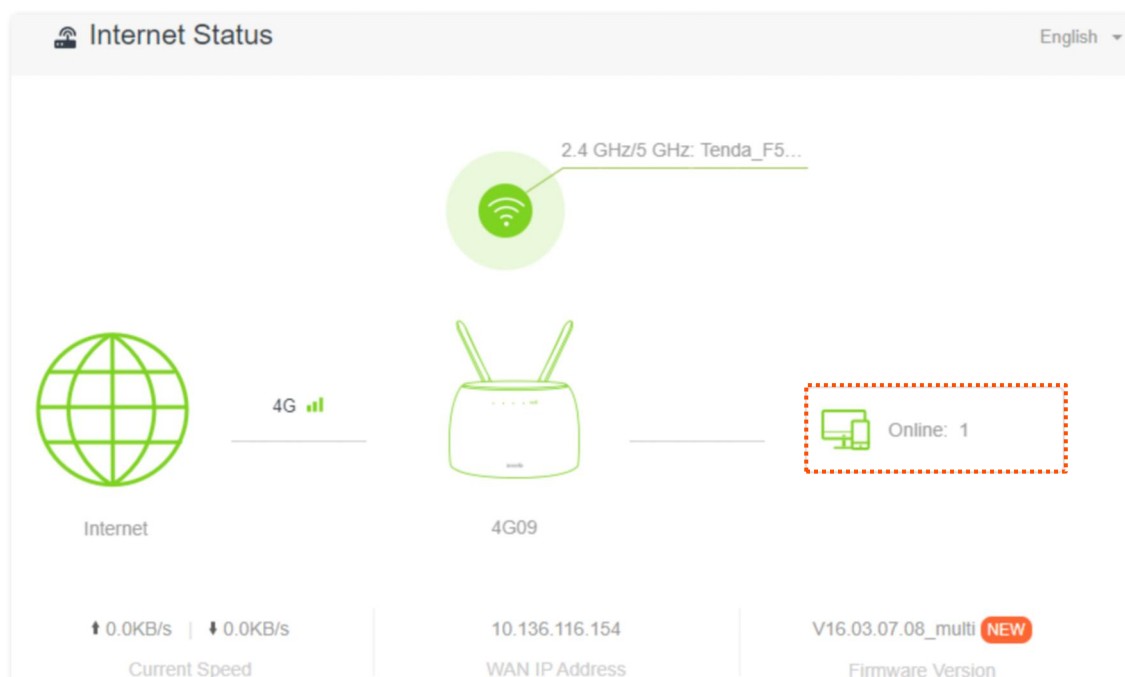 Internet Status
English
2.4 GHz/5 GHz: Tenda_F5...
4G
Online: 1
Internet
4G09
0.0KB/s | 0.0KB/s
10.136.116.154
V16.03.07.08_multi NEW
Current Speed
WAN IP Address
Firmware Version